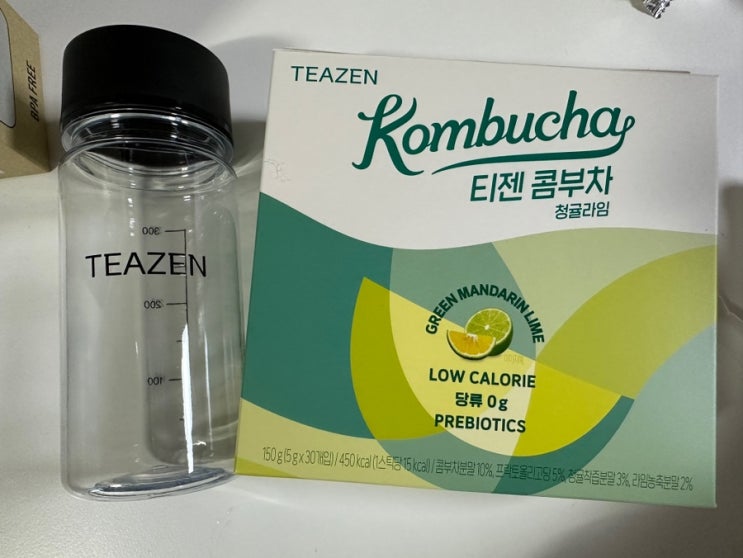 BPA FREE
TEAZEN
300
200
100
TEAZEN
Kombucha
티젠 콤부차
청귤라임
GREEN MANDARIN LIME
LOW CALORIE
당류 0g
PREBIOTICS
150 g (5 g x 30개입) / 450 kcal (1스틱당 15 kcal) / 콤부차분말 10%, 프락토올리고당 5%, 청귤착즙분말 3%, 라임농축분말 2%